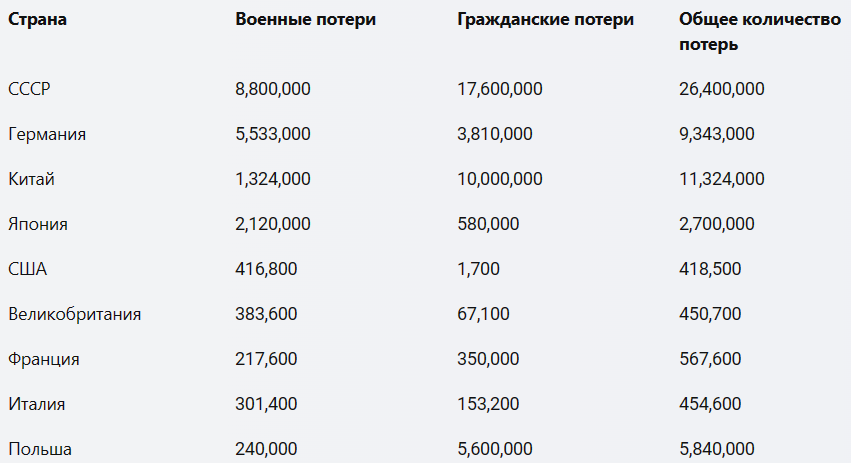 Страна Военные потери Гражданские потери Общее количество
потерь
СССР 8,800,000 17,600,000 26,400,000
Германия 5,533,000 3,810,000 9,343,000
Китай 1,324,000 10,000,000 11,324,000
Япония 2,120,000 580,000 2,700,000
США 416,800 1,700 418,500
Великобритания 383,600 67,100 450,700
Франция 217,600 350,000 567,600
Италия 301,400 153,200 454,600
Польша 240,000 5,600,000 5,840,000